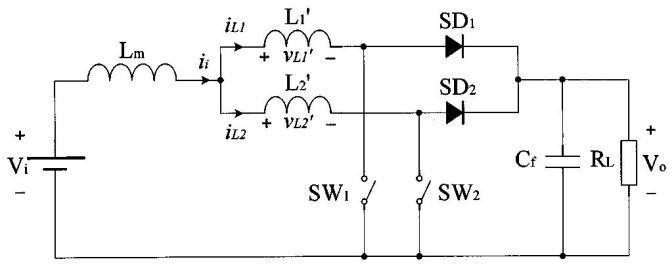 L₁' SD₁
iL1
Lm + vL1' −
ii L₂' SD₂
iL2 + vL2' −
+ +
Vi Cf RL Vo
− SW₁ SW₂ −